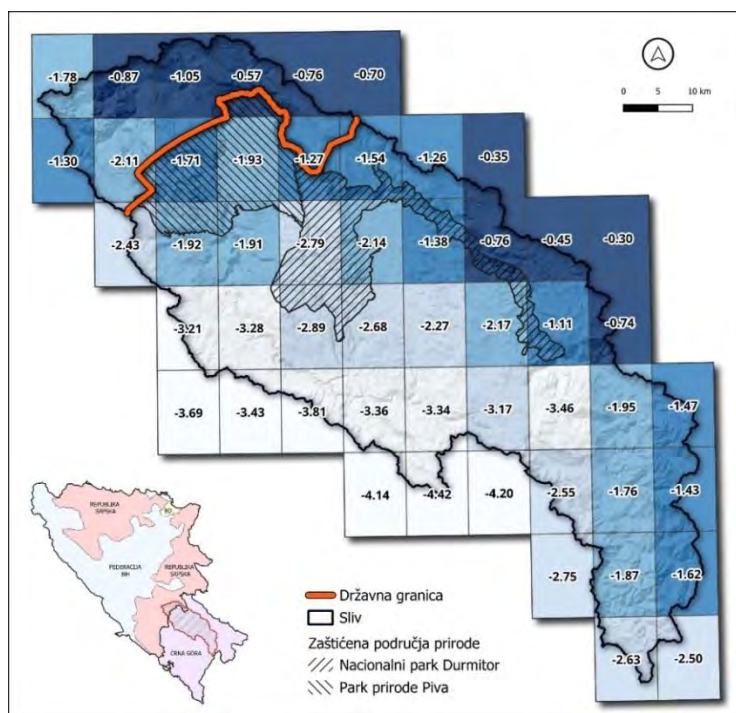 -1.78 -0.87 -1.05 -0.57 -0.76 -0.70
0 5 10 km
-1.30 -2.11 -1.71 -1.93 -1.27 -1.54 -1.26 -0.35
-2.43 -1.92 -1.91 -2.79 -2.14 -1.38 -0.76 -0.45 -0.30
-3.21 -3.28 -2.89 -2.68 -2.27 -2.17 -1.11 -0.74
-3.69 -3.43 -3.81 -3.36 -3.34 -3.17 -3.46 -1.95 -1.47
-4.14 -4.42 -4.20 -2.55 -1.76 -1.43
-2.75 -1.87 -1.62
-2.63 -2.50
REPUBLIKA
SRPSKA
FEDERACIJA
BIH
REPUBLIKA
SRPSKA
CRNA GORA
Državna granica
Sliv
Zaštićena područja prirode
Nacionalni park Durmitor
Park prirode Piva